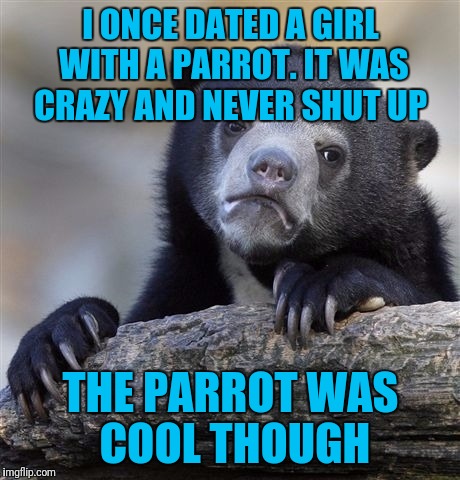 I ONCE DATED A GIRL
WITH A PARROT. IT WAS
CRAZY AND NEVER SHUT UP
THE PARROT WAS
COOL THOUGH
imgflip.com